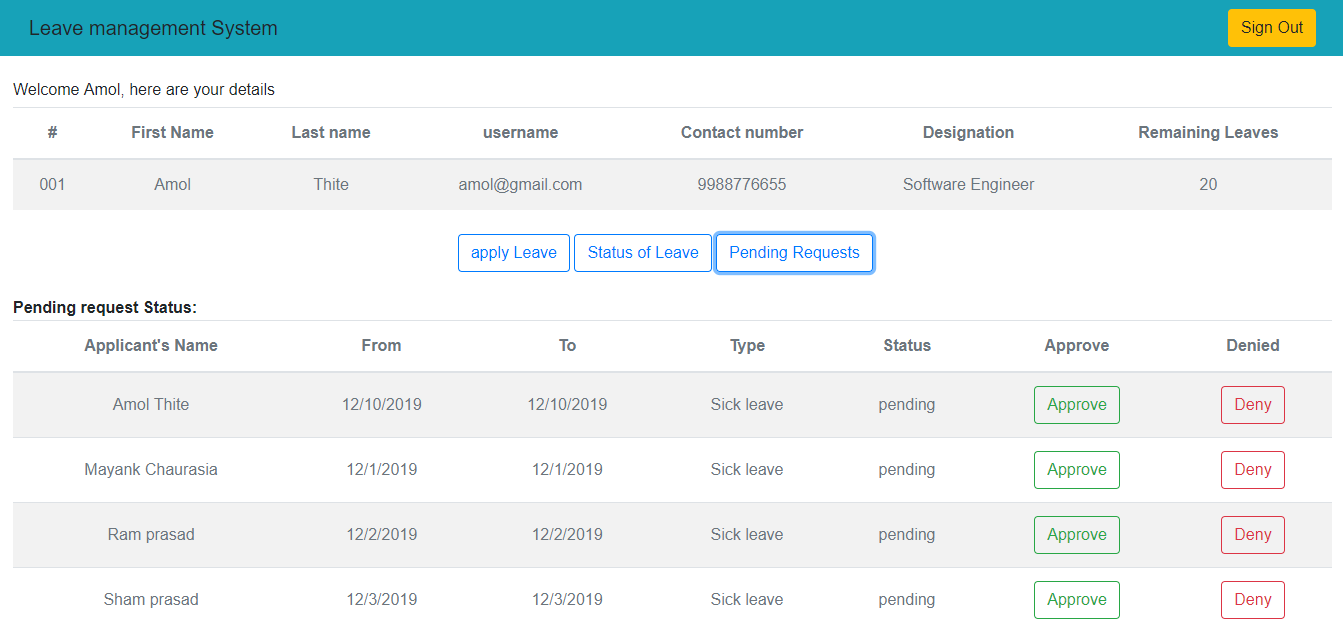 Leave management System Sign Out
Welcome Amol, here are your details
# First Name Last name username Contact number Designation Remaining Leaves
001 Amol Thite amol@gmail.com 9988776655 Software Engineer 20
apply Leave Status of Leave Pending Requests
Pending request Status:
Applicant's Name From To Type Status Approve Denied
Amol Thite 12/10/2019 12/10/2019 Sick leave pending Approve Deny
Mayank Chaurasia 12/1/2019 12/1/2019 Sick leave pending Approve Deny
Ram prasad 12/2/2019 12/2/2019 Sick leave pending Approve Deny
Sham prasad 12/3/2019 12/3/2019 Sick leave pending Approve Deny